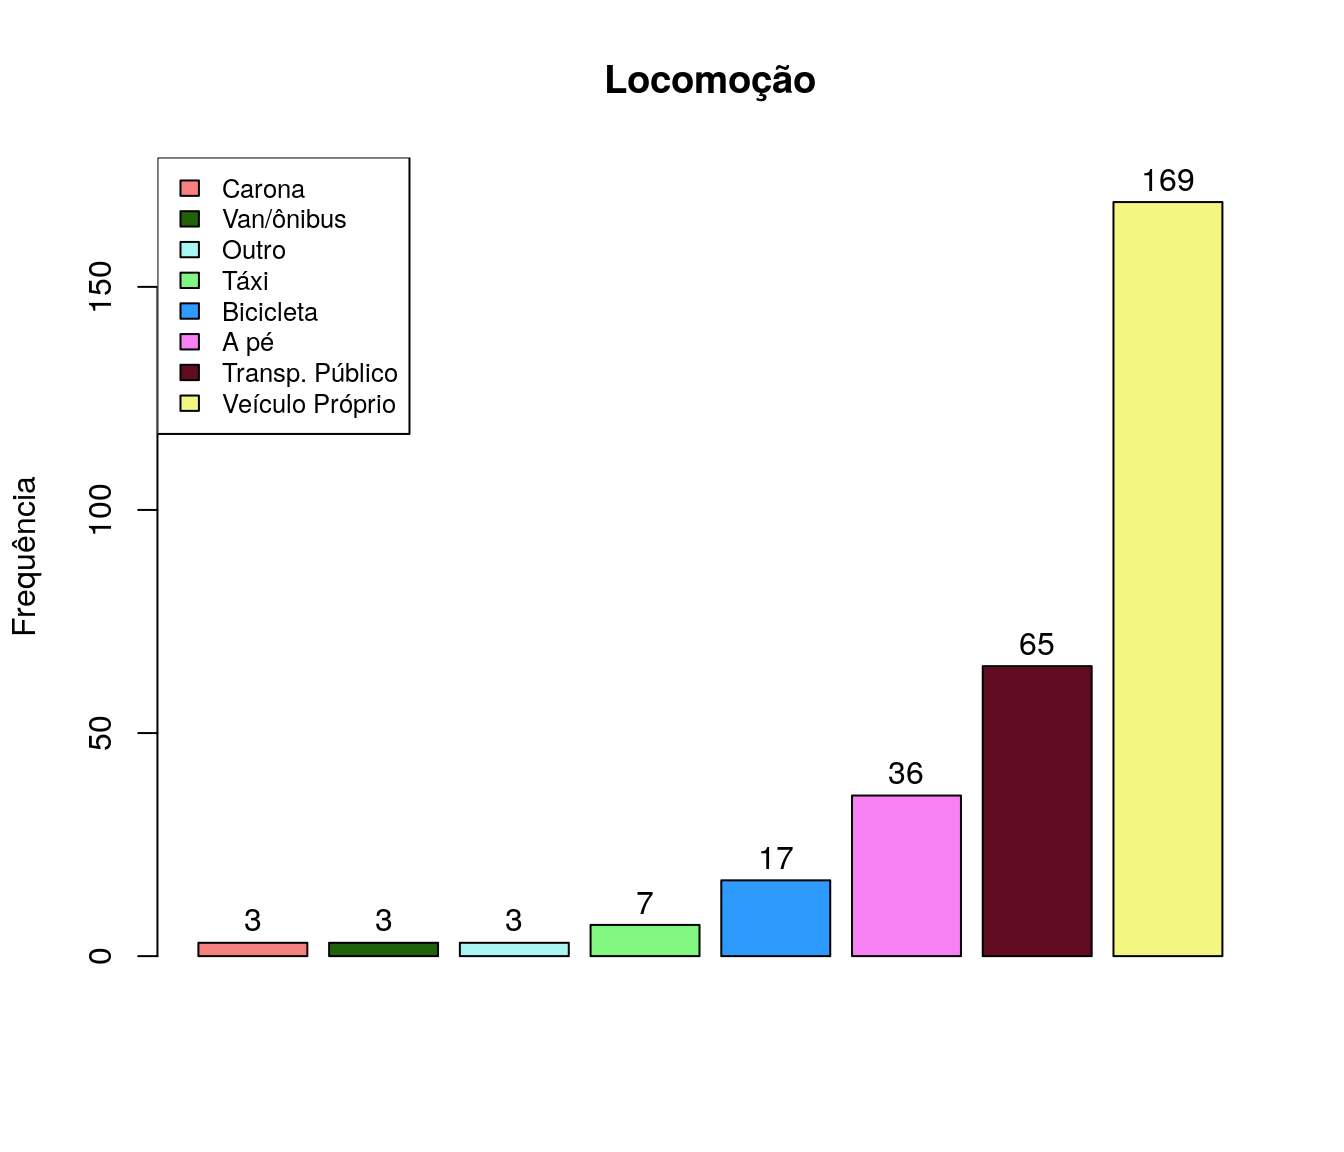 Locomoção
Carona
Van/ônibus
Outro
Táxi
Bicicleta
A pé
Transp. Público
Veículo Próprio
Frequência
150
100
50
0
3
3
3
7
17
36
65
169